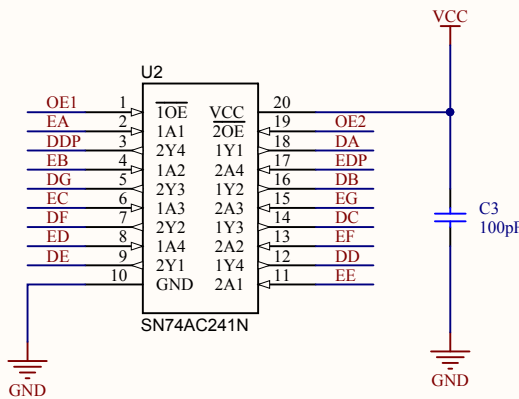 VCC
U2
OE1 1 1OE VCC 20
EA 2 1A1 2OE 19 OE2
DDP 3 2Y4 1Y1 18 DA
EB 4 1A2 2A4 17 EDP
DG 5 2Y3 1Y2 16 DB
EC 6 1A3 2A3 15 EG
DF 7 2Y2 1Y3 14 DC
ED 8 1A4 2A2 13 EF
DE 9 2Y1 1Y4 12 DD
10 GND 2A1 11 EE
SN74AC241N
C3
100pF
GND
GND